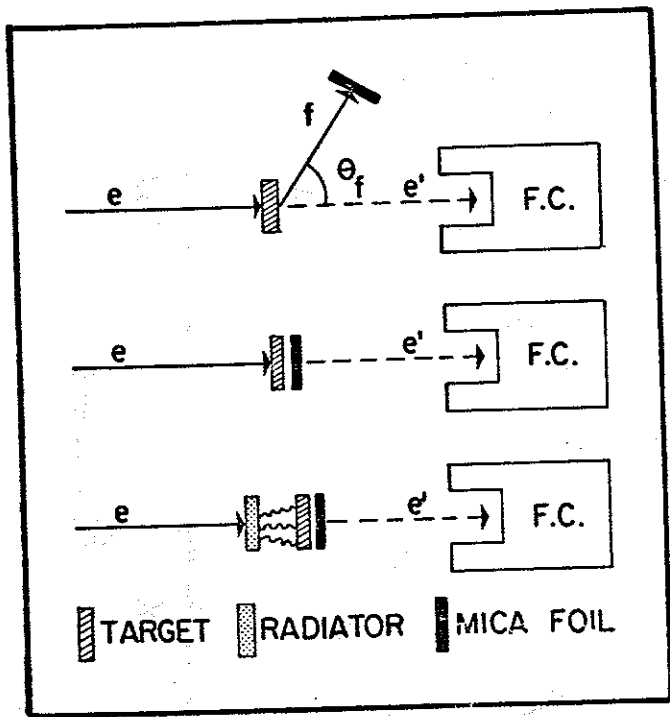 f
θf
e
e'
F.C.
e
e'
F.C.
e
e'
F.C.
TARGET RADIATOR MICA FOIL